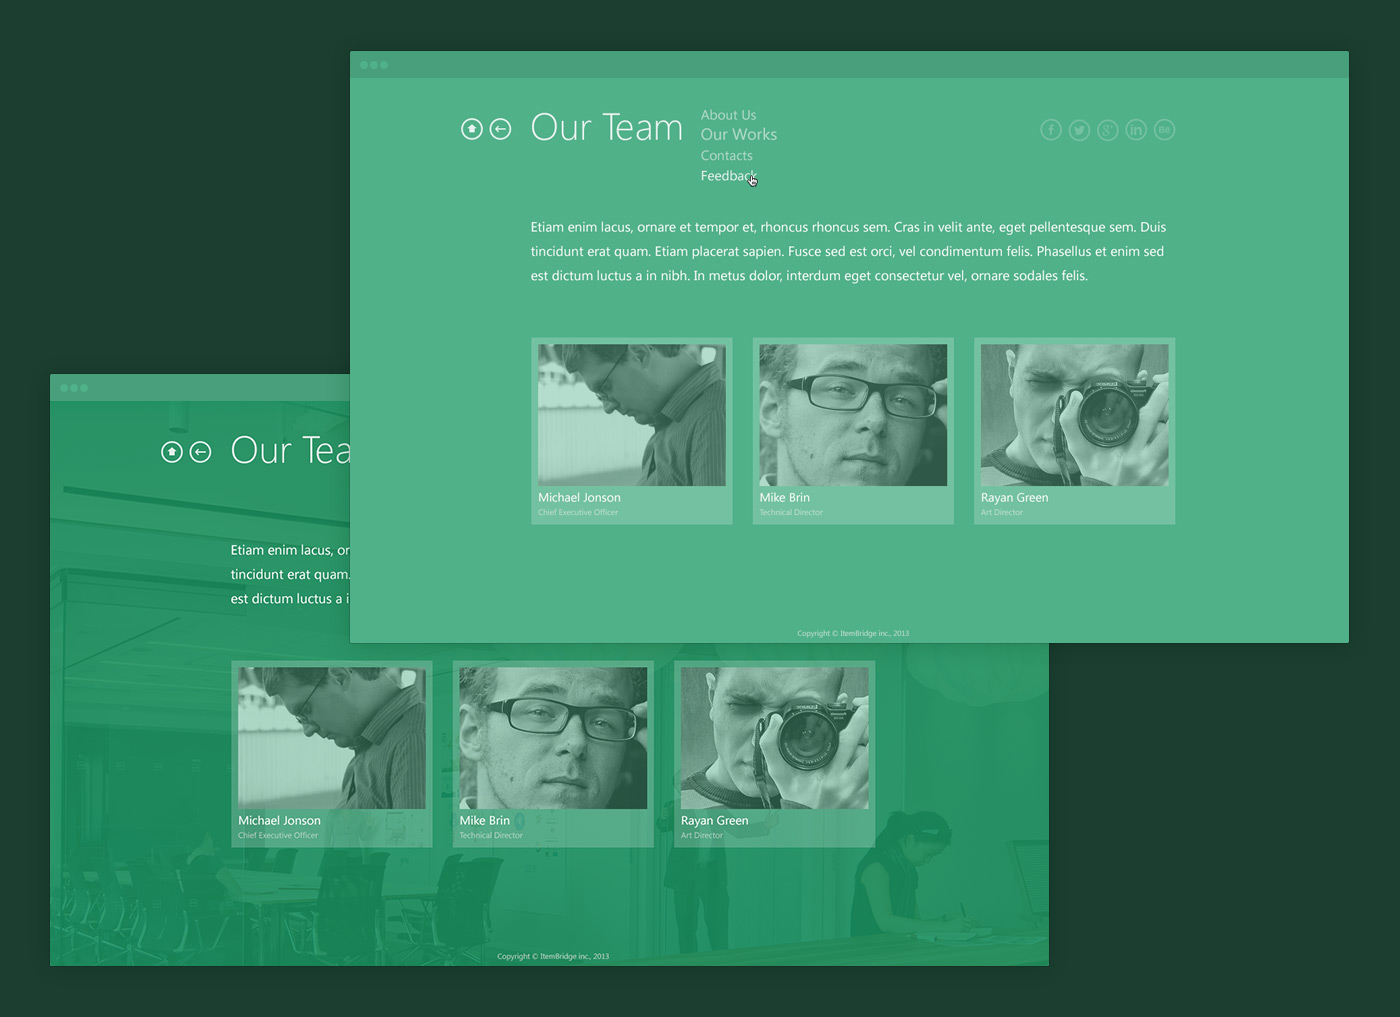 Our Team
About Us
Our Works
Contacts
Feedback
f
g+
in
Bē
Etiam enim lacus, ornare et tempor et, rhoncus rhoncus sem. Cras in velit ante, eget pellentesque sem. Duis
tincidunt erat quam. Etiam placerat sapien. Fusce sed est orci, vel condimentum felis. Phasellus et enim sed
est dictum luctus a in nibh. In metus dolor, interdum eget consectetur vel, ornare sodales felis.
Michael Jonson
Chief Executive Officer
Mike Brin
Technical Director
Rayan Green
Art Director
Copyright © ItemBridge inc., 2013
Our Tea
Etiam enim lacus, or
tincidunt erat quam.
est dictum luctus a i
Michael Jonson
Chief Executive Officer
Mike Brin
Technical Director
Rayan Green
Art Director
Copyright © ItemBridge inc., 2013